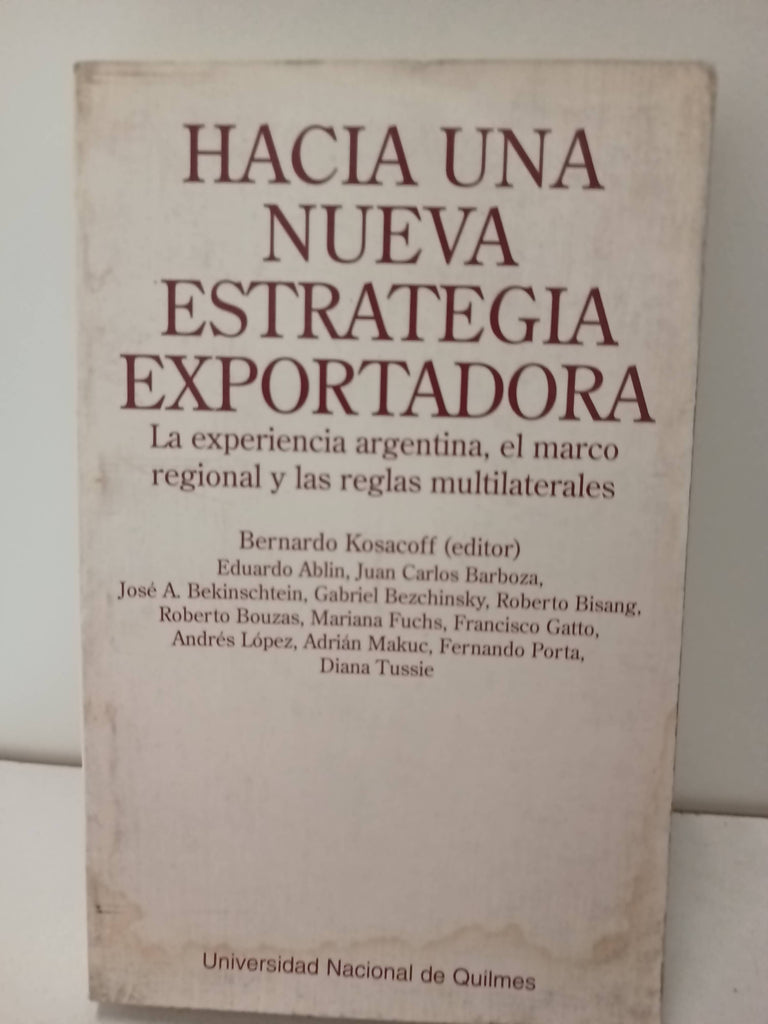 HACIA UNA
NUEVA
ESTRATEGIA
EXPORTADORA
La experiencia argentina, el marco
regional y las reglas multilaterales
Bernardo Kosacoff (editor)
Eduardo Ablin, Juan Carlos Barboza,
José A. Bekinschtein, Gabriel Bezchinsky, Roberto Bisang,
Roberto Bouzas, Mariana Fuchs, Francisco Gatto,
Andrés López, Adrián Makuc, Fernando Porta,
Diana Tussie
Universidad Nacional de Quilmes